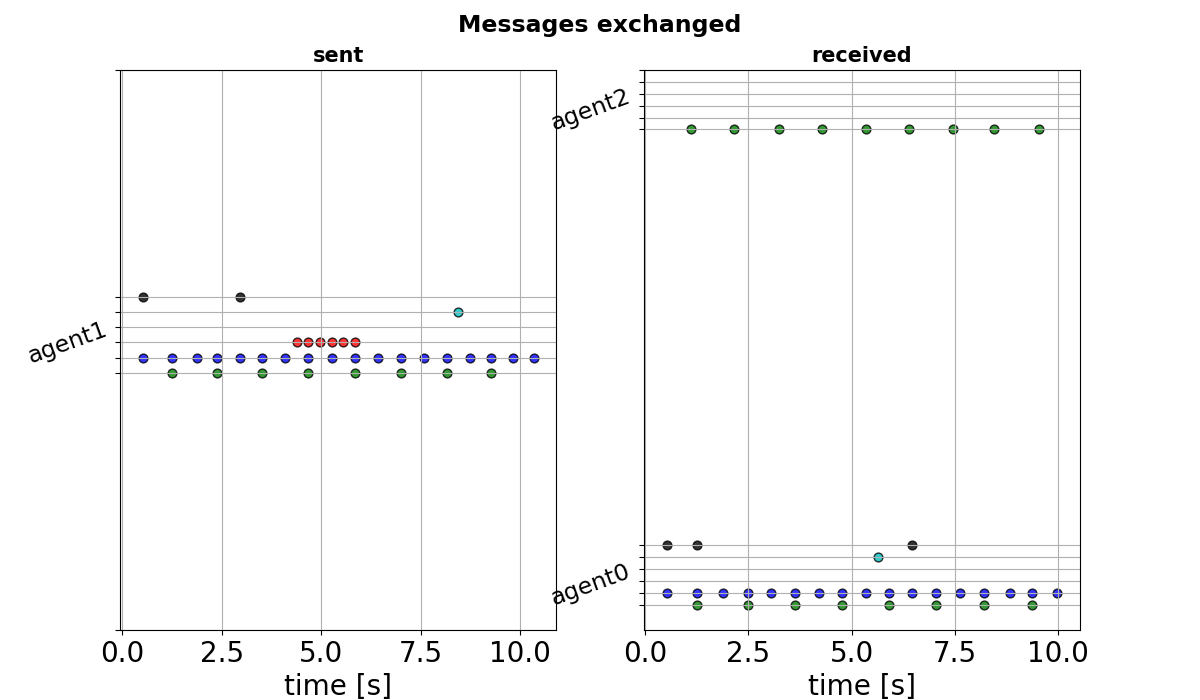 Messages exchanged
sent
received
agent2
agent1
agent0
0.0 2.5 5.0 7.5 10.0
0.0 2.5 5.0 7.5 10.0
time [s]
time [s]